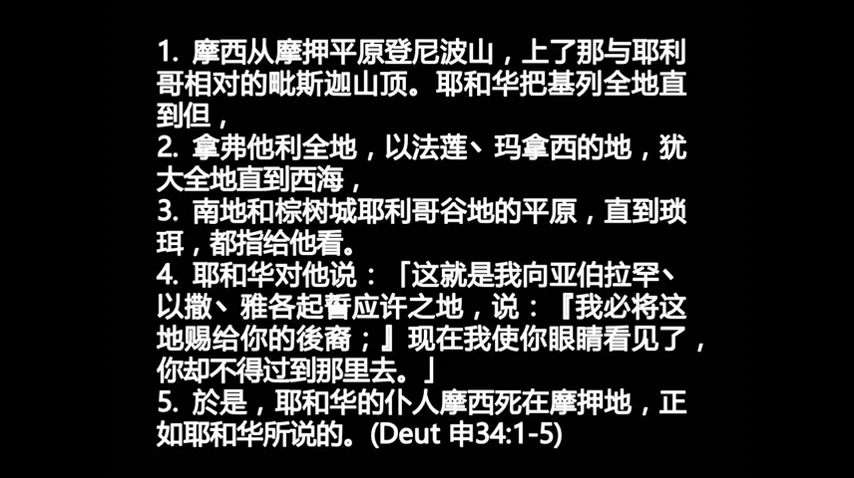 1. 摩西从摩押平原登尼波山，上了那与耶利
哥相对的毗斯迦山顶。耶和华把基列全地直
到但，
2. 拿弗他利全地，以法莲、玛拿西的地，犹
大全地直到西海，
3. 南地和棕树城耶利哥谷地的平原，直到琐
珥，都指给他看。
4. 耶和华对他说：「这就是我向亚伯拉罕、
以撒、雅各起誓应许之地，说：『我必将这
地赐给你的後裔；』现在我使你眼睛看见了，
你却不得过到那里去。」
5. 於是，耶和华的仆人摩西死在摩押地，正
如耶和华所说的。(Deut 申34:1-5)